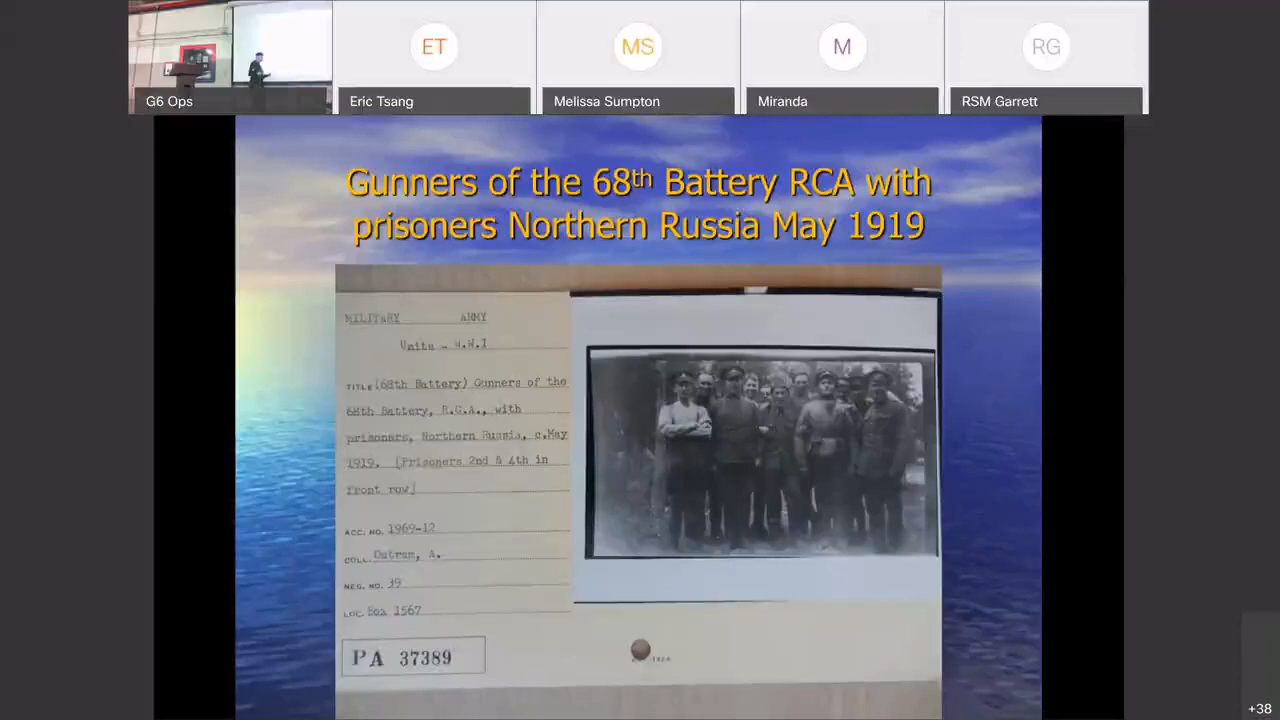 ET
MS
M
RG
G6 Ops
Eric Tsang
Melissa Sumpton
Miranda
RSM Garrett
Gunners of the 68th Battery RCA with
prisoners Northern Russia May 1919
MILITARY ARMY
Units - W.W.I
TITLE (68th Battery) Gunners of the
68th Battery, R.G.A., with
prisoners, Northern Russia, c.May
1919. (Prisoners 2nd & 4th in
front row)
ACC. NO. 1969-12
COLL. Outram, A.
NEG. NO. 39
LOC. Box 1567
PA 37389
+38